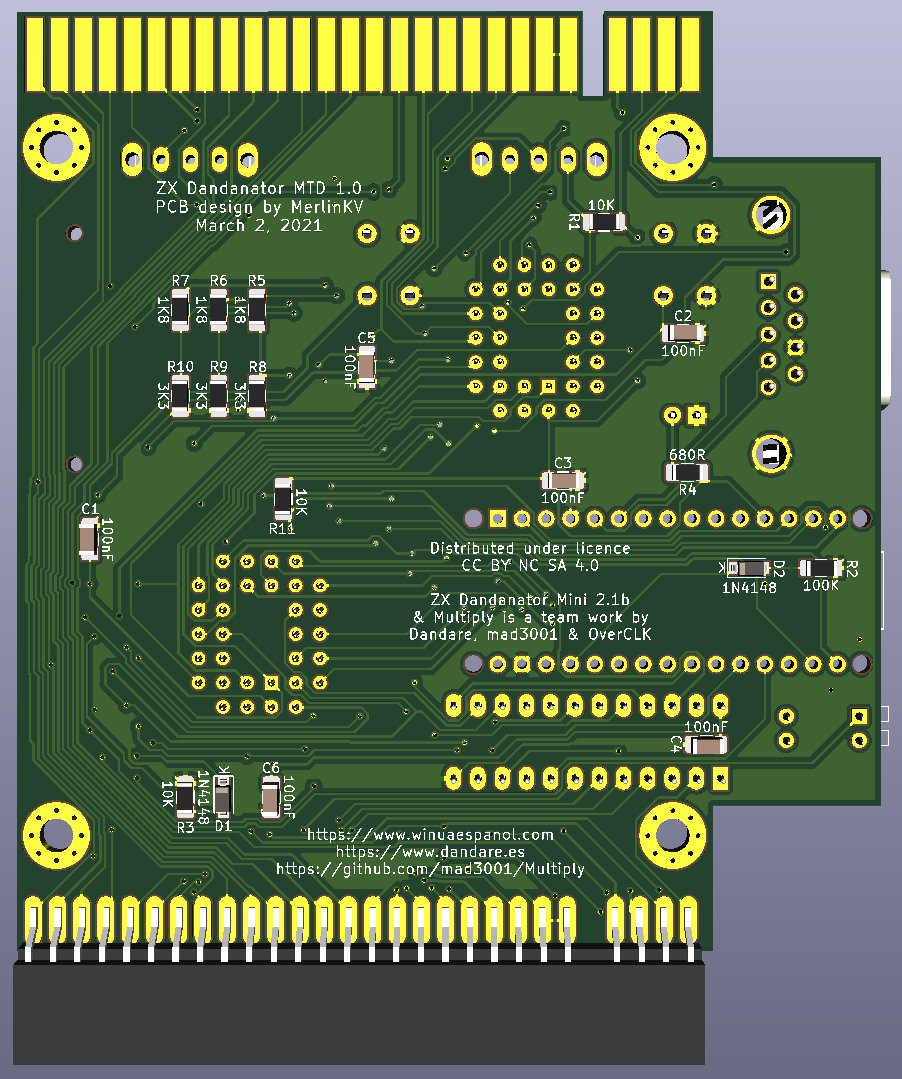 ZX Dandanator MTD 1.0
PCB design by MerlinKV
March 2, 2021
10K
R1
R7
R6
R5
1K8
1K8
1K8
C2
100nF
C5
100nF
R10
R9
R8
3K3
3K3
3K3
680R
R4
C3
100nF
10K
R11
C1
100nF
Distributed under licence
CC BY NC SA 4.0
K
D2
1N4148
R2
100K
ZX Dandanator Mini 2.1b
& Multiply is a team work by
Dandare, mad3001 & OverCLK
100nF
C4
10K
R3
1N4148
K
D1
C6
100nF
https://www.winuaespanol.com
https://www.dandare.es
https://github.com/mad3001/Multiply